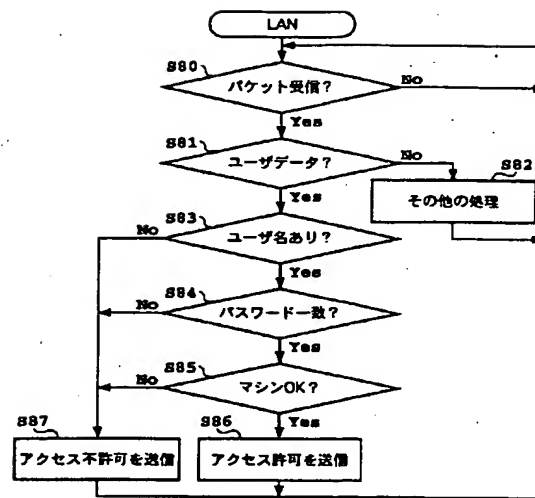 LAN
S80
パケット受信?
No
Yes
S81
ユーザデータ?
No
S82
その他の処理
Yes
S83
ユーザ名あり?
No
Yes
S84
パスワード一致?
No
Yes
S85
マシンOK?
No
Yes
S87
アクセス不許可を送信
S86
アクセス許可を送信